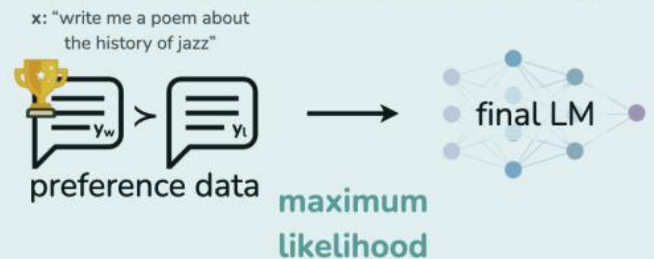 x: “write me a poem about
the history of jazz”
yw > yl
final LM
preference data
maximum
likelihood